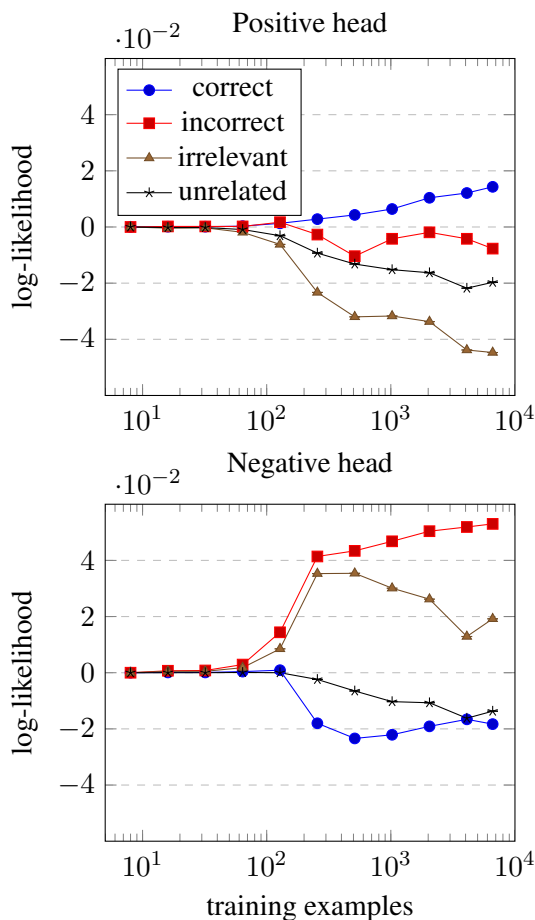 ·10⁻² Positive head
correct
incorrect
irrelevant
unrelated
4
2
0
−2
−4
log-likelihood
10¹ 10² 10³ 10⁴
Negative head
·10⁻²
4
2
0
−2
−4
log-likelihood
10¹ 10² 10³ 10⁴
training examples